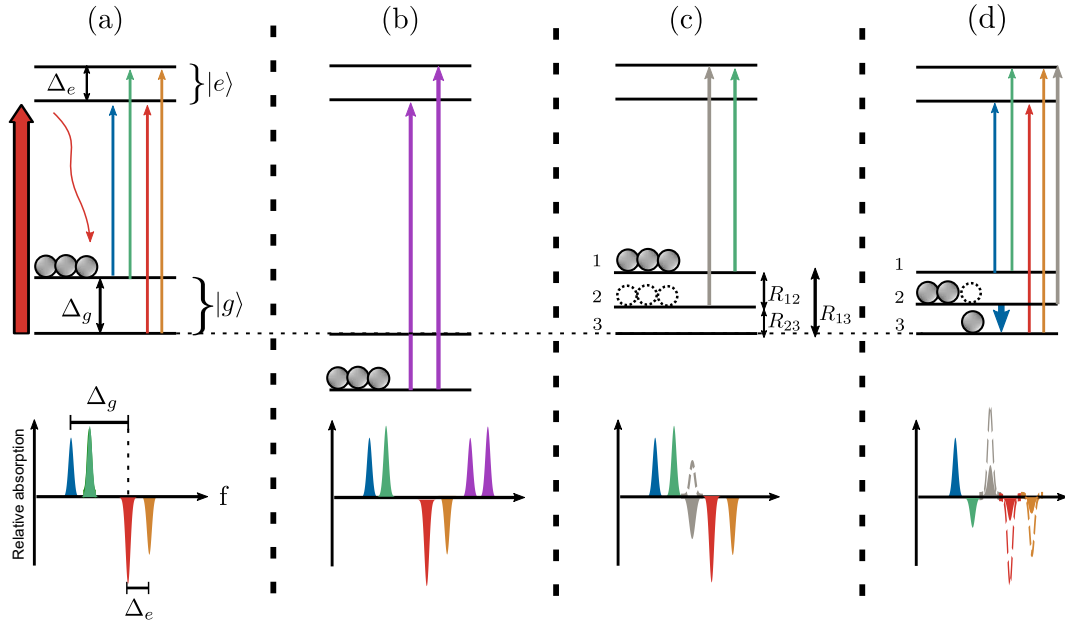 (a)
(b)
(c)
(d)
Δe
|e⟩
Δg
|g⟩
1
2
3
R12
R23
R13
1
2
3
Relative absorption
Δg
f
Δe